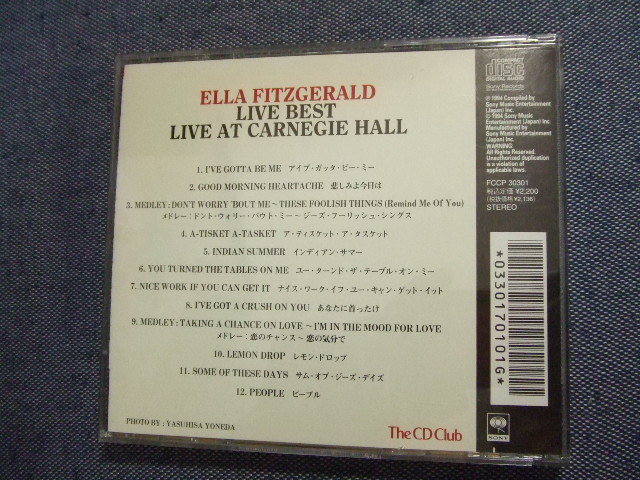 ELLA FITZGERALD
LIVE BEST
LIVE AT CARNEGIE HALL
1. I'VE GOTTA BE ME アイブ・ガッタ・ビー・ミー
2. GOOD MORNING HEARTACHE 悲しみよ今日は
3. MEDLEY : DON'T WORRY 'BOUT ME ~ THESE FOOLISH THINGS (Remind Me Of You)
メドレー：ドント・ウォリー・バウト・ミー～ジーズ・フーリッシュ・シングス
4. A-TISKET A-TASKET ア・ティスケット・ア・タスケット
5. INDIAN SUMMER インディアン・サマー
6. YOU TURNED THE TABLES ON ME ユー・ターンド・ザ・テーブル・オン・ミー
7. NICE WORK IF YOU CAN GET IT ナイス・ワーク・イフ・ユー・キャン・ゲット・イット
8. I'VE GOT A CRUSH ON YOU あなたに首ったけ
9. MEDLEY : TAKING A CHANCE ON LOVE ~ I'M IN THE MOOD FOR LOVE
メドレー：恋のチャンス～恋の気分で
10. LEMON DROP レモン・ドロップ
11. SOME OF THESE DAYS サム・オブ・ジーズ・デイズ
12. PEOPLE ピープル
PHOTO BY : YASUHISA YONEDA
The CD Club
COMPACT
disc
DIGITAL AUDIO
Sony Records
℗ 1994 Compiled by
Sony Music Entertainment
(Japan) Inc.
© 1994 Sony Music
Entertainment (Japan) Inc.
Manufactured by
Sony Music Entertainment
(Japan) Inc.
WARNING:
All Rights Reserved.
Unauthorized duplication
is a violation of
applicable laws.
FCCP 30301
税込定価 ¥2,200
(税抜価格 ¥2,136)
STEREO
*0330170101G*
SONY